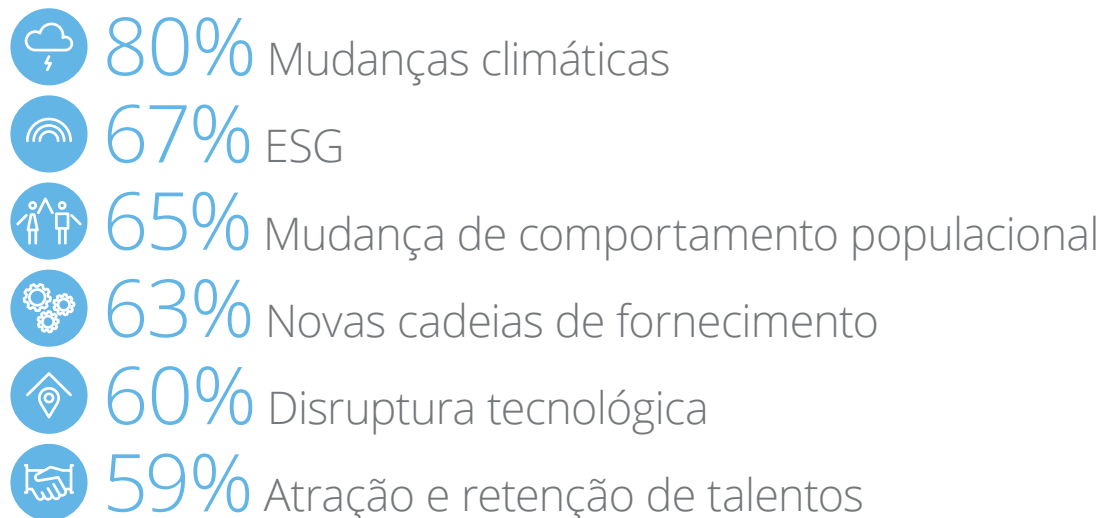 80% Mudanças climáticas
67% ESG
65% Mudança de comportamento populacional
63% Novas cadeias de fornecimento
60% Disruptura tecnológica
59% Atração e retenção de talentos